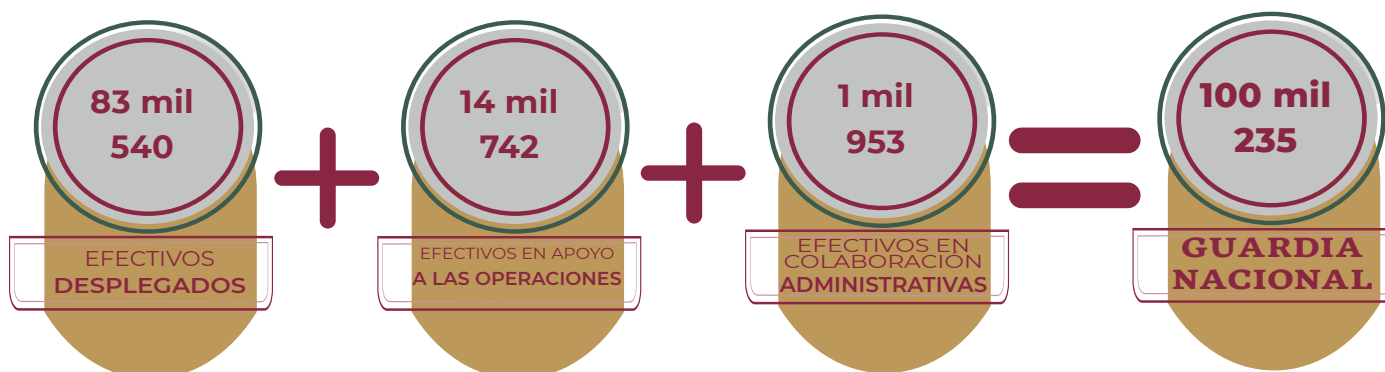 83 mil
540
EFECTIVOS
DESPLEGADOS
+
14 mil
742
EFECTIVOS EN APOYO
A LAS OPERACIONES
+
1 mil
953
EFECTIVOS EN
COLABORACIÓN
ADMINISTRATIVAS
=
100 mil
235
GUARDIA
NACIONAL